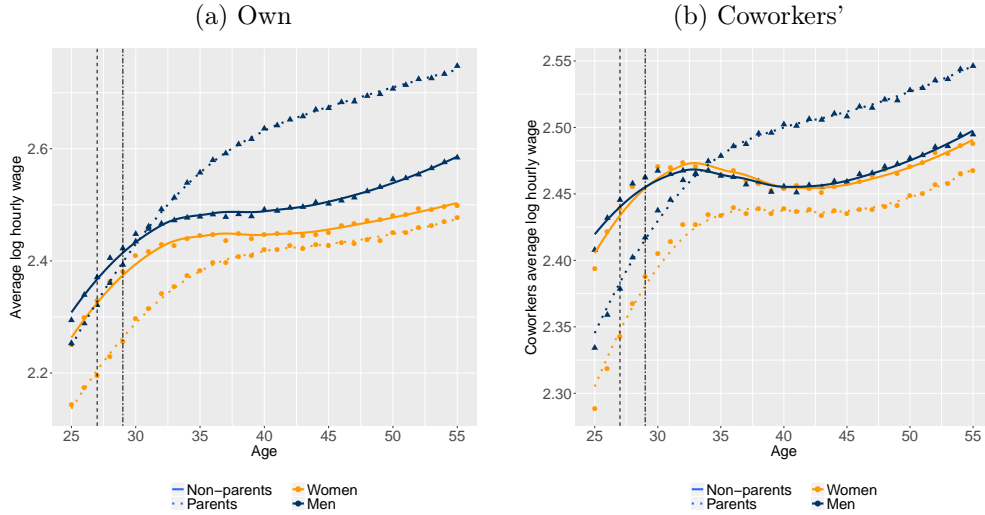 (a) Own
Average log hourly wage
2.6
2.4
2.2
25 30 35 40 45 50 55
Age
Non−parents Women
Parents Men
(b) Coworkers'
Coworkers average log hourly wage
2.55
2.50
2.45
2.40
2.35
2.30
25 30 35 40 45 50 55
Age
Non−parents Women
Parents Men